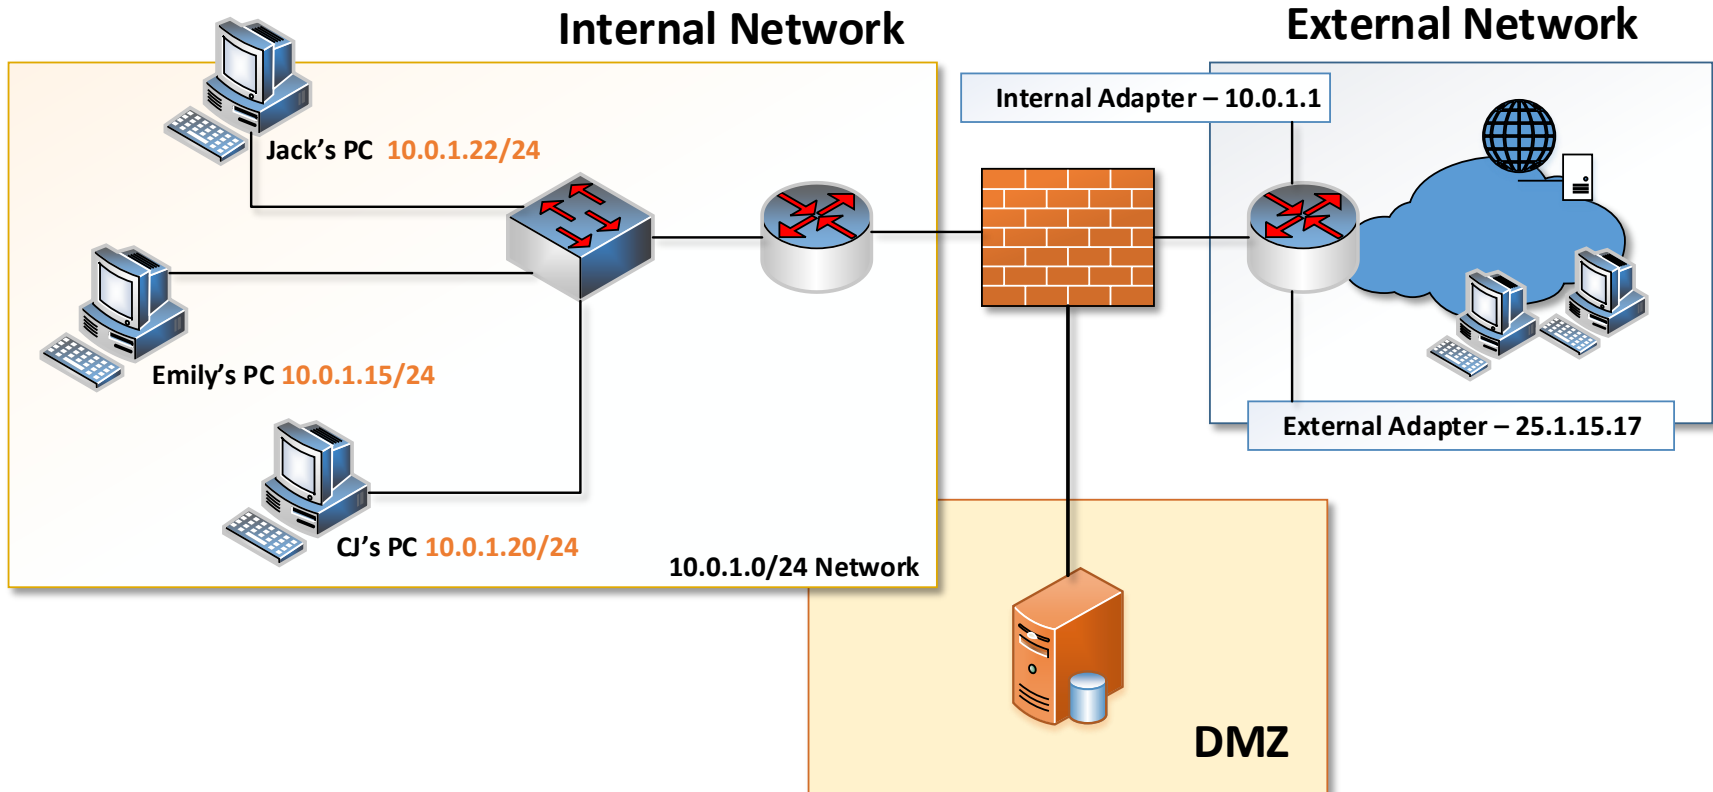 Internal Network
External Network
Internal Adapter – 10.0.1.1
Jack's PC 10.0.1.22/24
Emily's PC 10.0.1.15/24
External Adapter – 25.1.15.17
CJ's PC 10.0.1.20/24
10.0.1.0/24 Network
DMZ